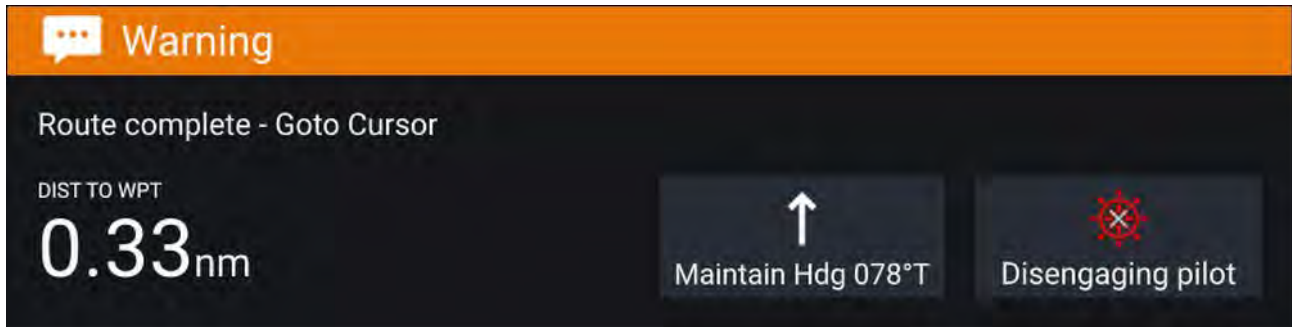 Warning
Route complete - Goto Cursor
DIST TO WPT
0.33nm
Maintain Hdg 078°T
Disengaging pilot